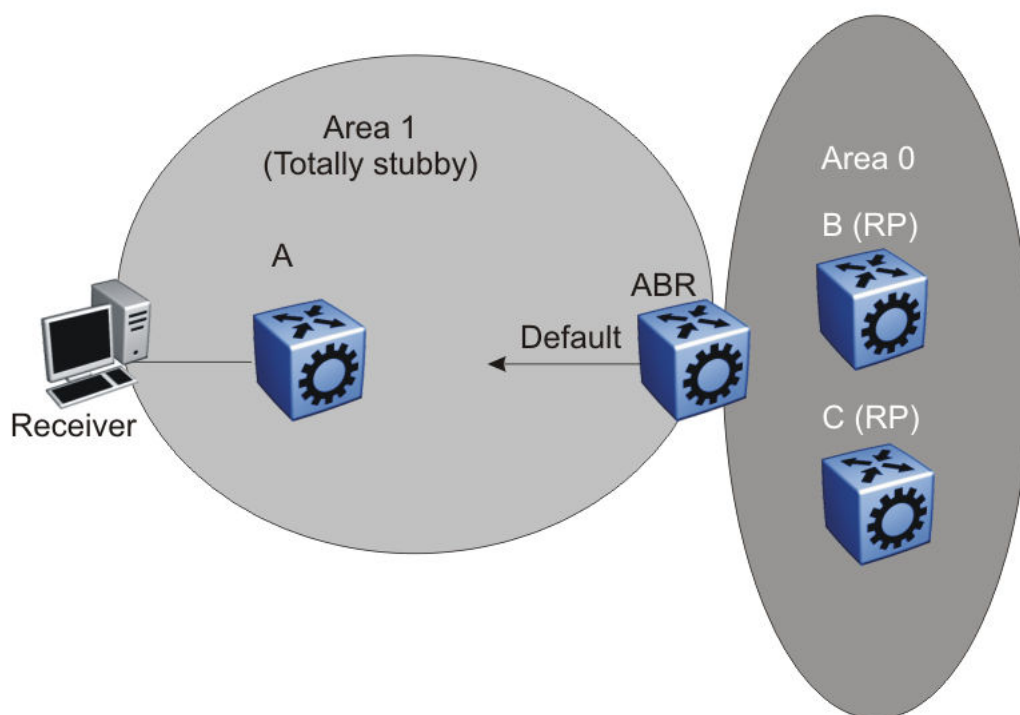 Area 1
(Totally stubby)
Area 0
A
B (RP)
ABR
Default
C (RP)
Receiver